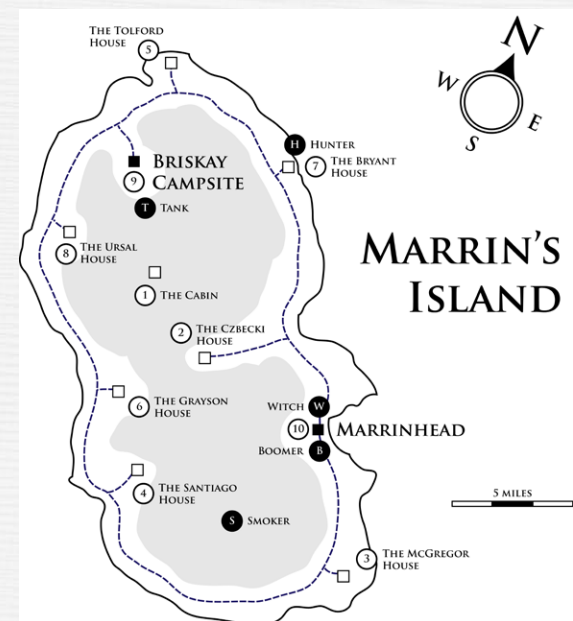 THE TOLFORD
HOUSE
5
N
W
E
S
H HUNTER
7 THE BRYANT
HOUSE
BRISKAY
9 CAMPSITE
T TANK
8 THE URSAL
HOUSE
MARRIN'S
ISLAND
1 THE CABIN
2 THE CZBECKI
HOUSE
6 THE GRAYSON
HOUSE
WITCH W
10 MARRINHEAD
BOOMER B
4 THE SANTIAGO
HOUSE
5 MILES
S SMOKER
3 THE MCGREGOR
HOUSE